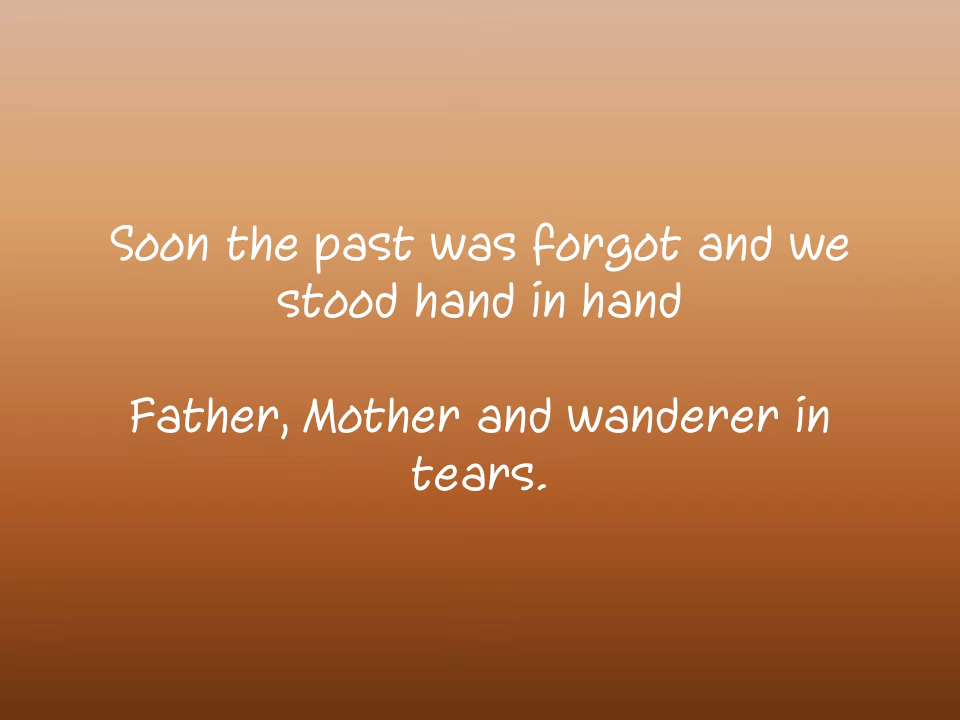 Soon the past was forgot and we
stood hand in hand
Father, Mother and wanderer in
tears.